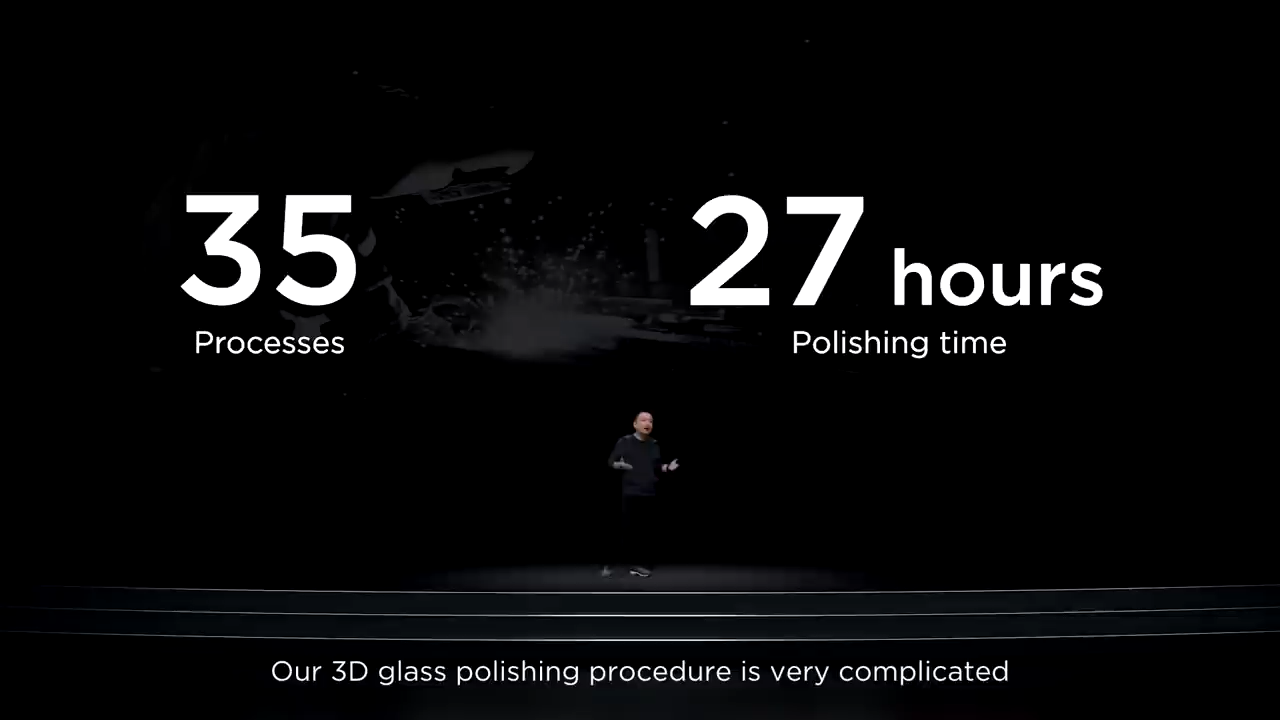 35
Processes
27 hours
Polishing time
Our 3D glass polishing procedure is very complicated